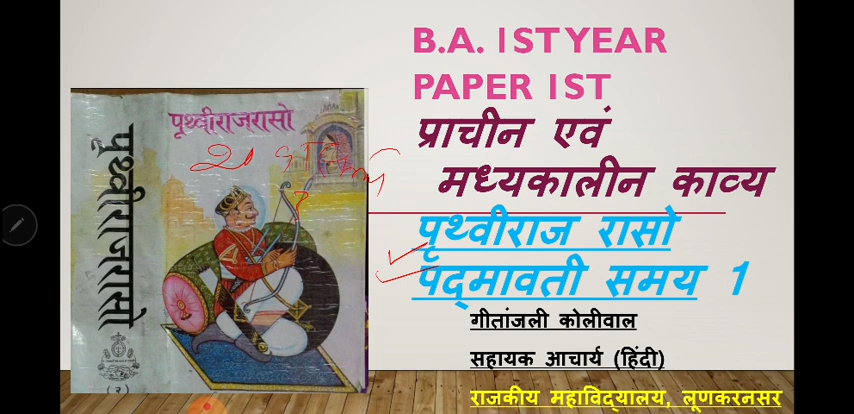 B.A. 1ST YEAR
PAPER 1ST
प्राचीन एवं
मध्यकालीन काव्य
पृथ्वीराज रासो
पद्मावती समय 1
गीतांजली कोलीवाल
सहायक आचार्य (हिंदी)
राजकीय महाविद्यालय, लूणकरनसर
पृथ्वीराजरासो
पृथ्वीराजरासो
(२)